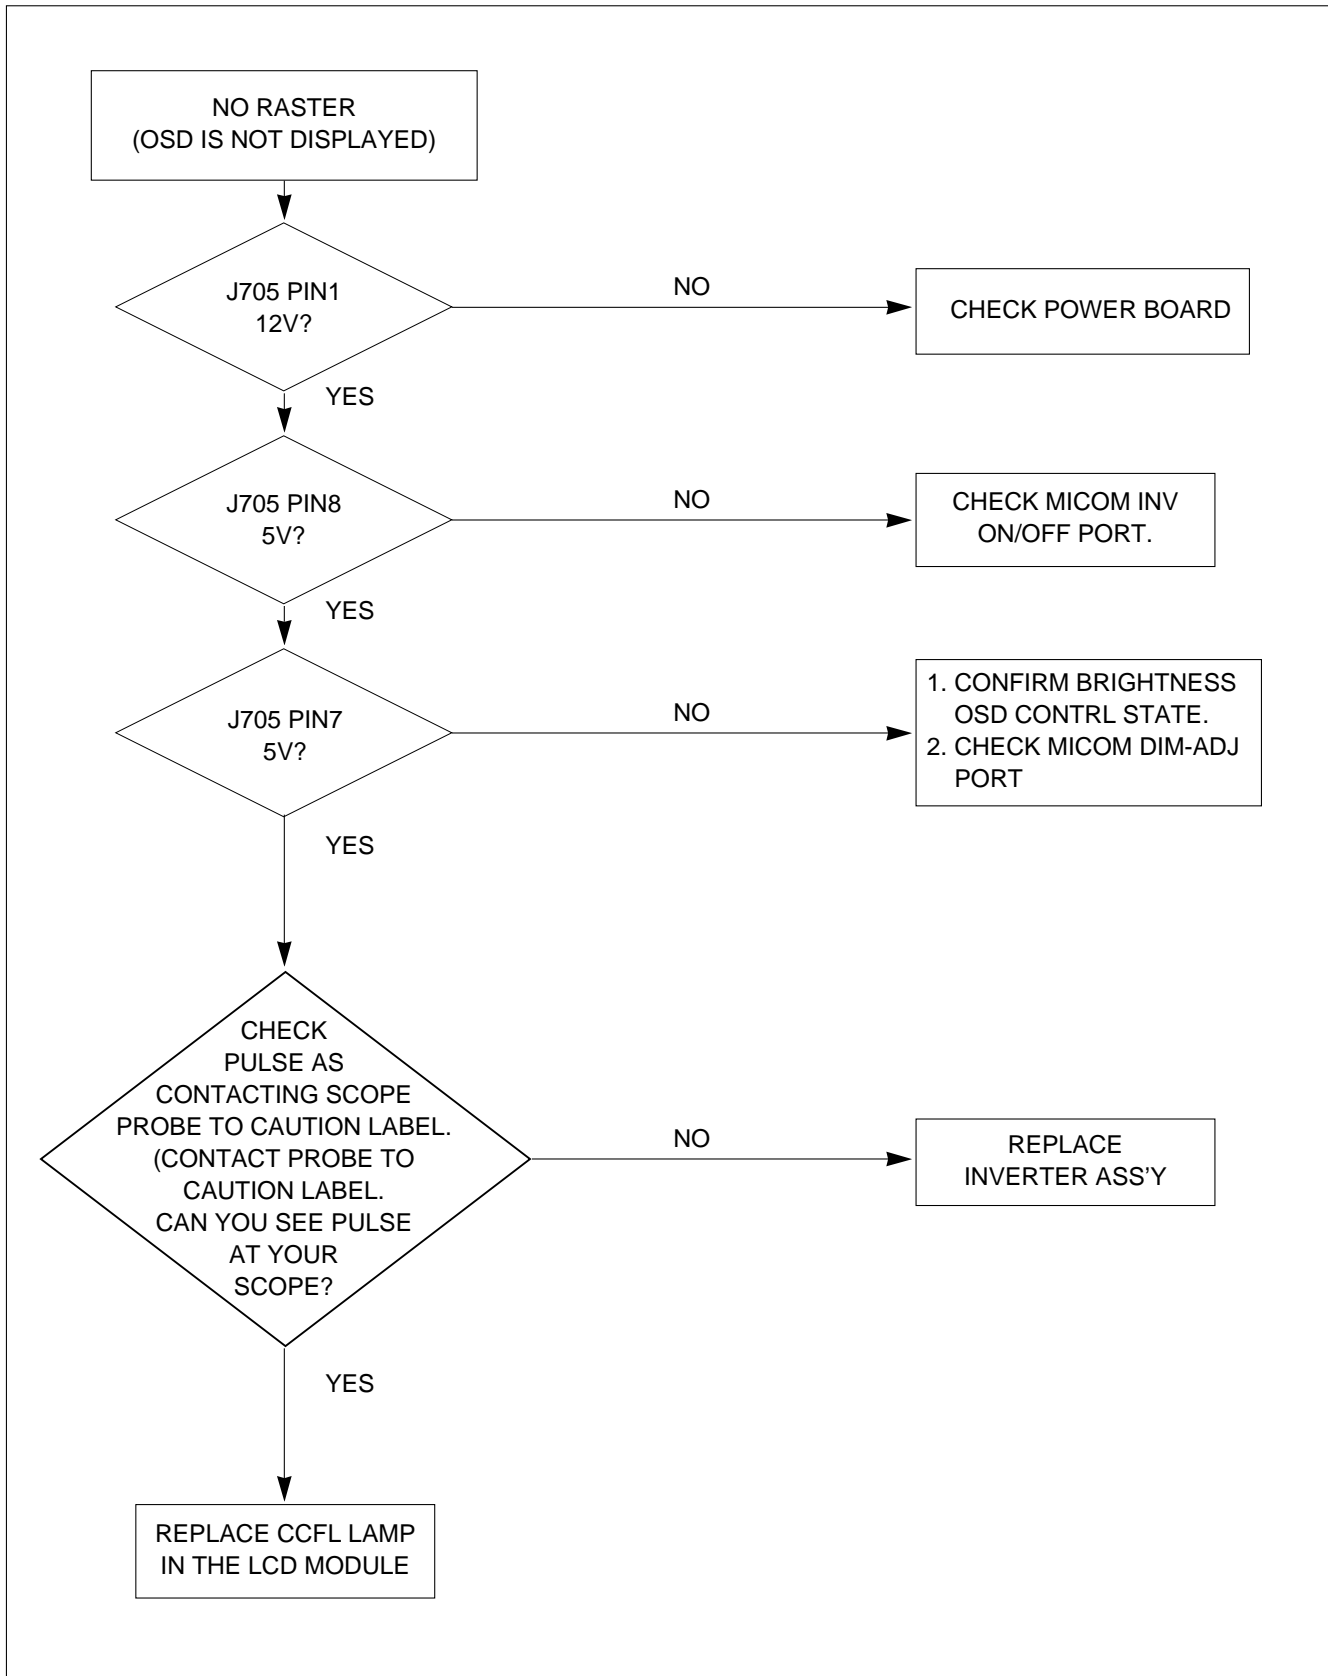 NO RASTER
(OSD IS NOT DISPLAYED)
J705 PIN1
12V?
NO
CHECK POWER BOARD
YES
J705 PIN8
5V?
NO
CHECK MICOM INV
ON/OFF PORT.
YES
J705 PIN7
5V?
NO
1. CONFIRM BRIGHTNESS
OSD CONTRL STATE.
2. CHECK MICOM DIM-ADJ
PORT
YES
CHECK
PULSE AS
CONTACTING SCOPE
PROBE TO CAUTION LABEL.
(CONTACT PROBE TO
CAUTION LABEL.
CAN YOU SEE PULSE
AT YOUR
SCOPE?
NO
REPLACE
INVERTER ASS'Y
YES
REPLACE CCFL LAMP
IN THE LCD MODULE